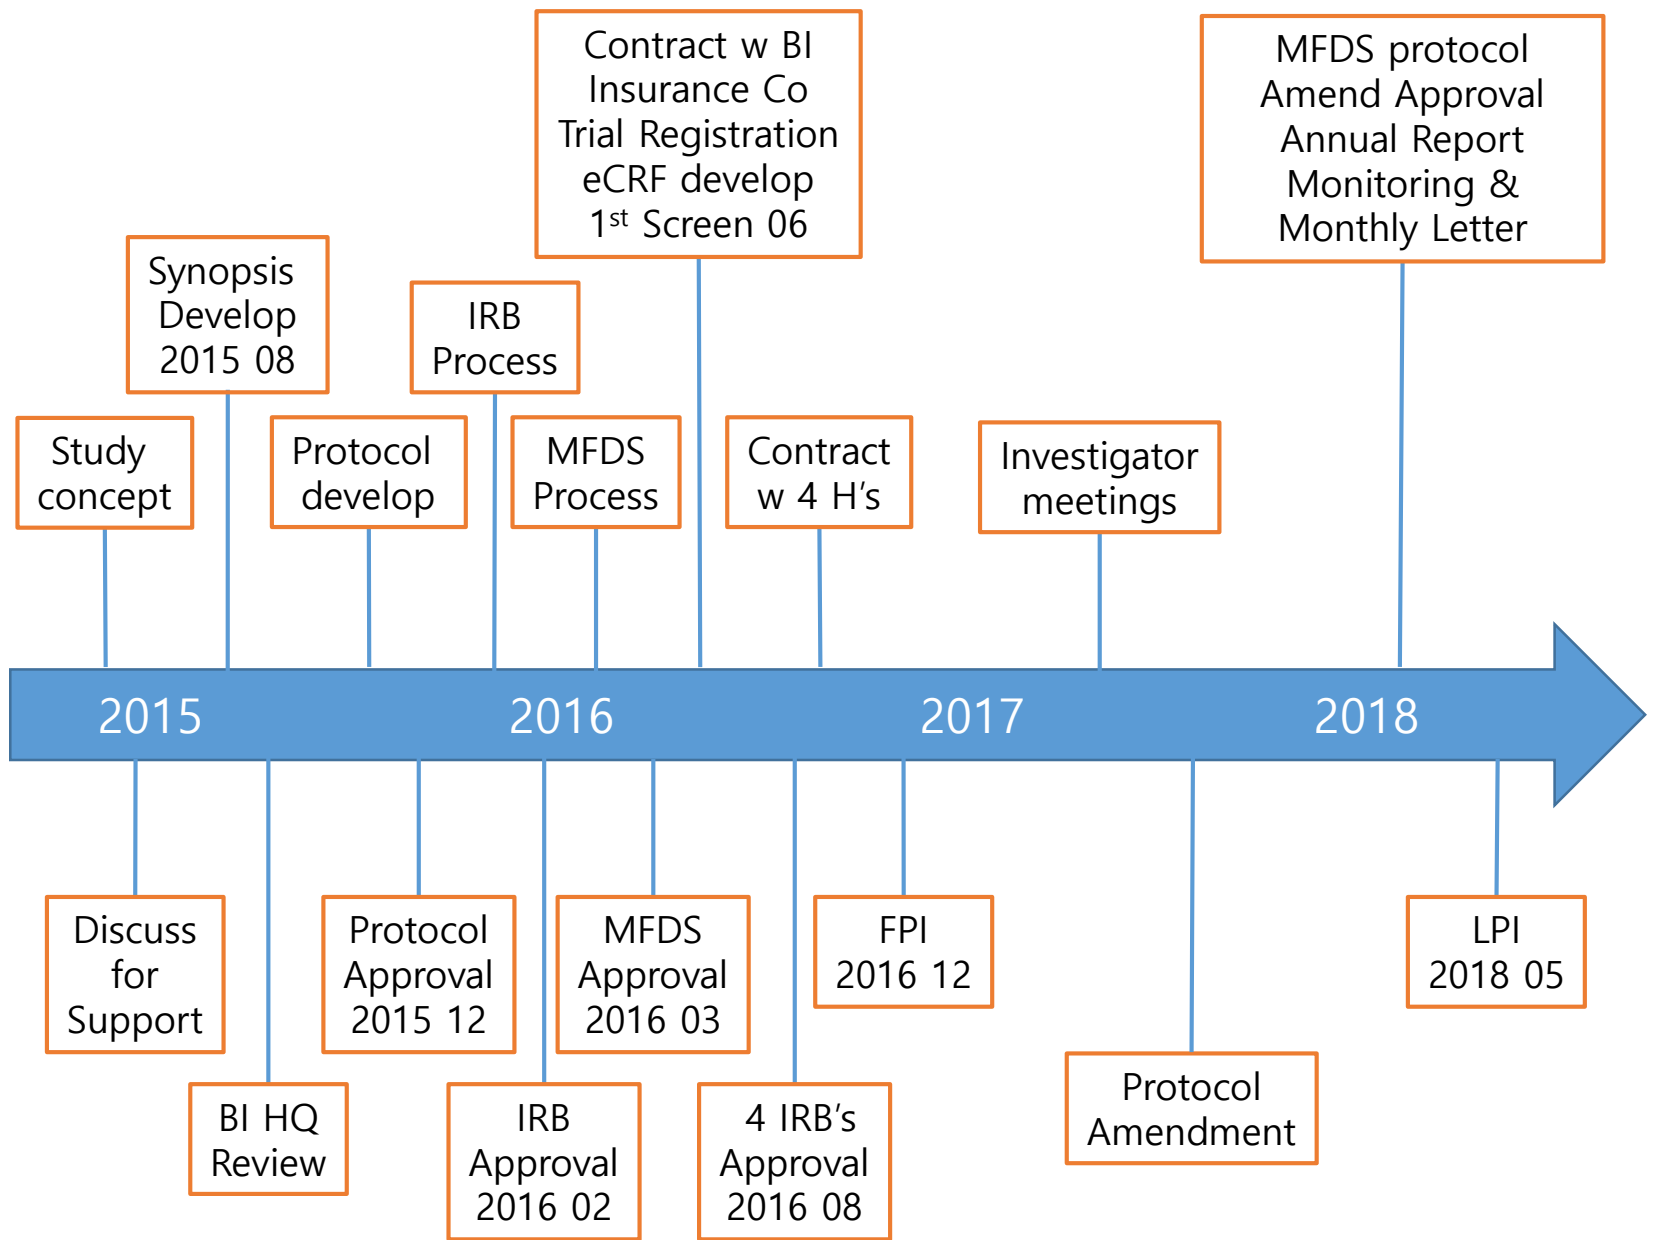 Contract w BI
Insurance Co
Trial Registration
eCRF develop
1st Screen 06
MFDS protocol
Amend Approval
Annual Report
Monitoring &
Monthly Letter
Synopsis
Develop
2015 08
IRB
Process
Study
concept
Protocol
develop
MFDS
Process
Contract
w 4 H's
Investigator
meetings
2015
2016
2017
2018
Discuss
for
Support
Protocol
Approval
2015 12
MFDS
Approval
2016 03
FPI
2016 12
LPI
2018 05
BI HQ
Review
IRB
Approval
2016 02
4 IRB's
Approval
2016 08
Protocol
Amendment